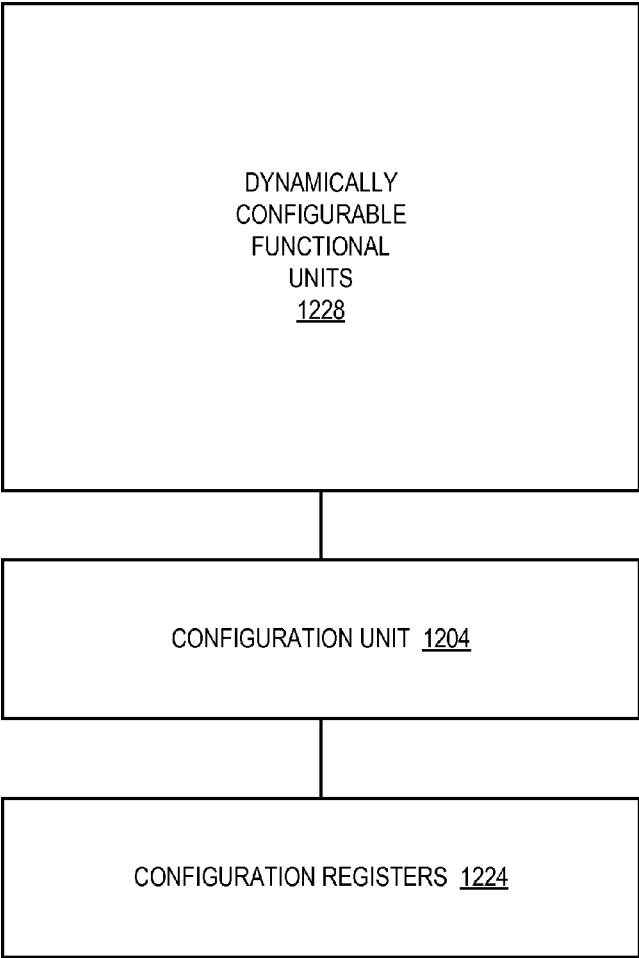 DYNAMICALLY
CONFIGURABLE
FUNCTIONAL
UNITS
1228
CONFIGURATION UNIT 1204
CONFIGURATION REGISTERS 1224